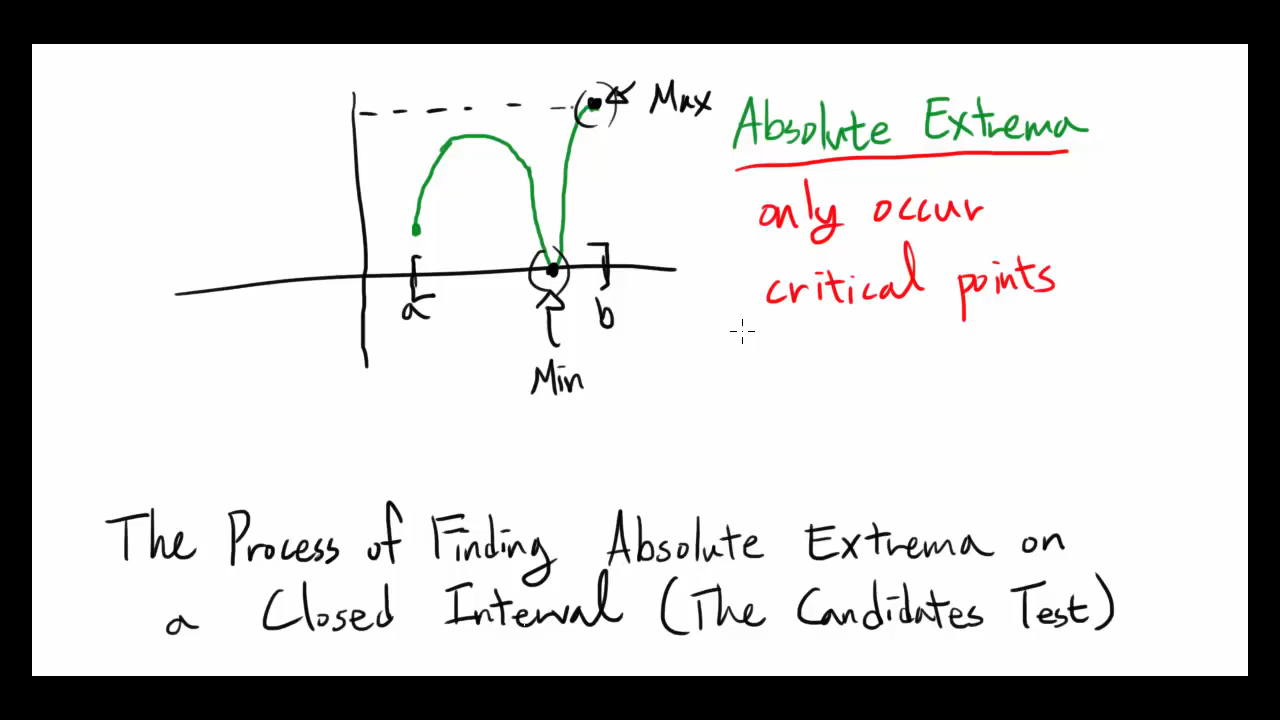 Max
Absolute Extrema
only occur
critical points
[ ]
a b
Min
The Process of Finding Absolute Extrema on
a Closed Interval (The Candidates Test)